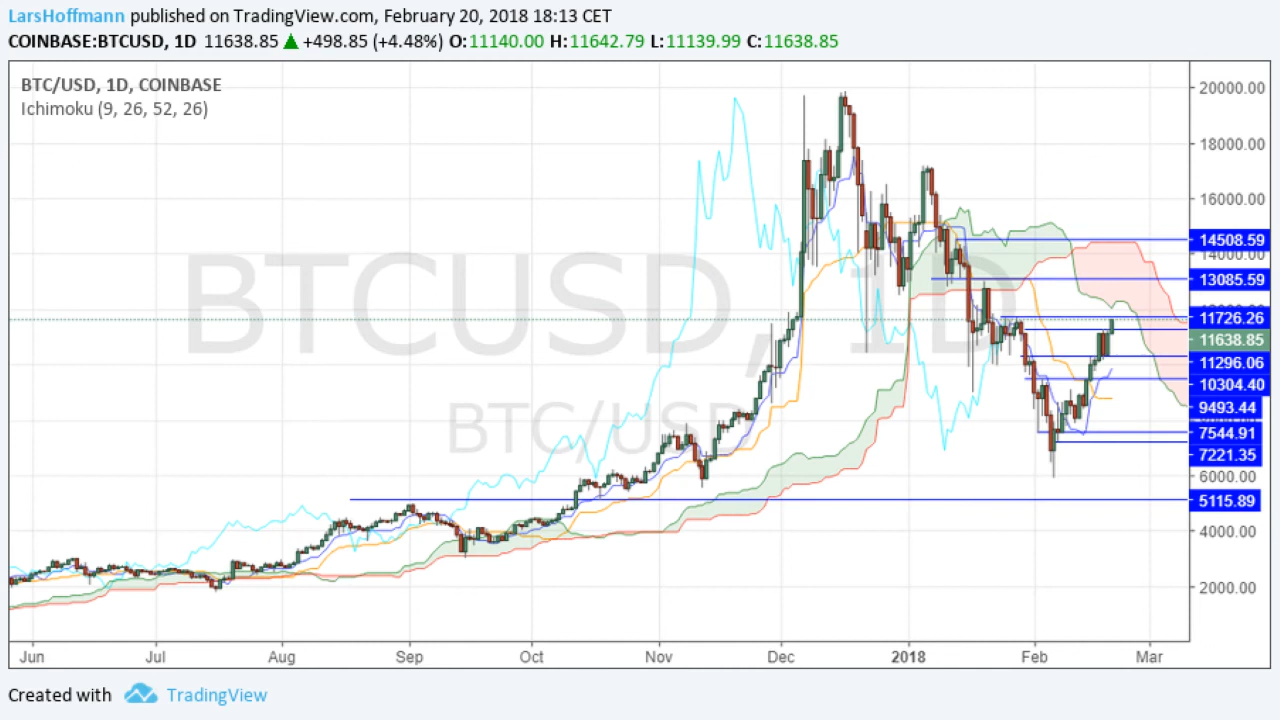 LarsHoffmann published on TradingView.com, February 20, 2018 18:13 CET
COINBASE:BTCUSD, 1D 11638.85 ▲ +498.85 (+4.48%) O:11140.00 H:11642.79 L:11139.99 C:11638.85
BTC/USD, 1D, COINBASE
Ichimoku (9, 26, 52, 26)
BTCUSD, 1D
BTC/USD
20000.00
18000.00
16000.00
14508.59
14000.00
13085.59
11726.26
11638.85
11296.06
10304.40
9493.44
7544.91
7221.35
6000.00
5115.89
4000.00
2000.00
Jun Jul Aug Sep Oct Nov Dec 2018 Feb Mar
Created with TradingView